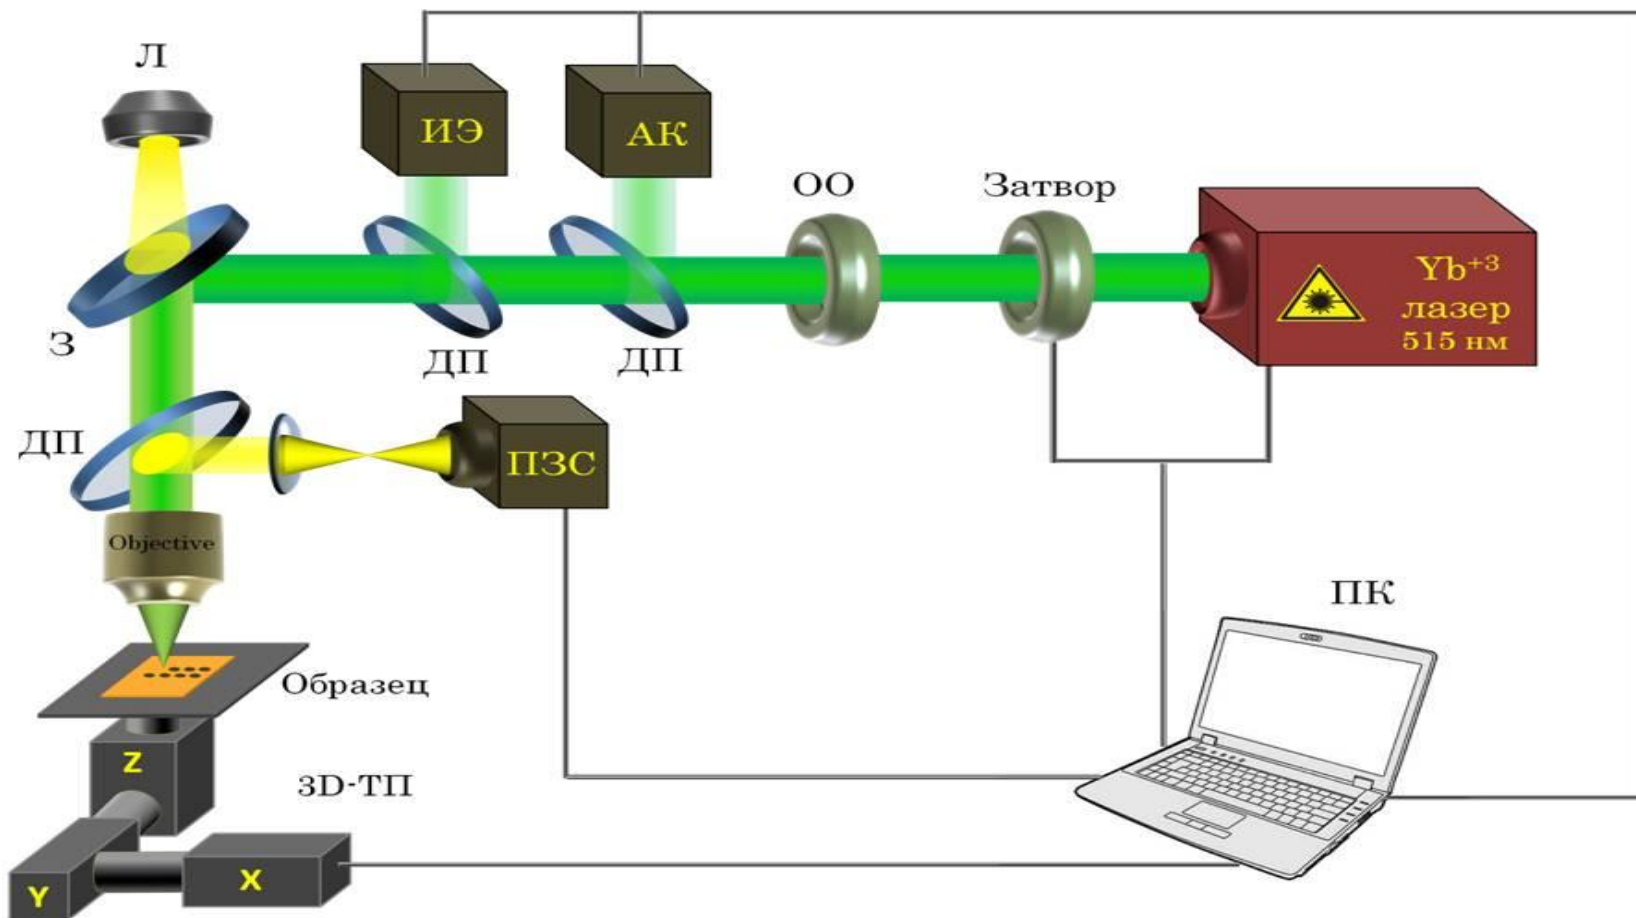 Л
ИЭ
АК
ОО
Затвор
Yb+3
лазер
515 нм
З
ДП
ДП
ДП
ПЗС
Objective
ПК
Образец
Z
3D-ТП
X
Y